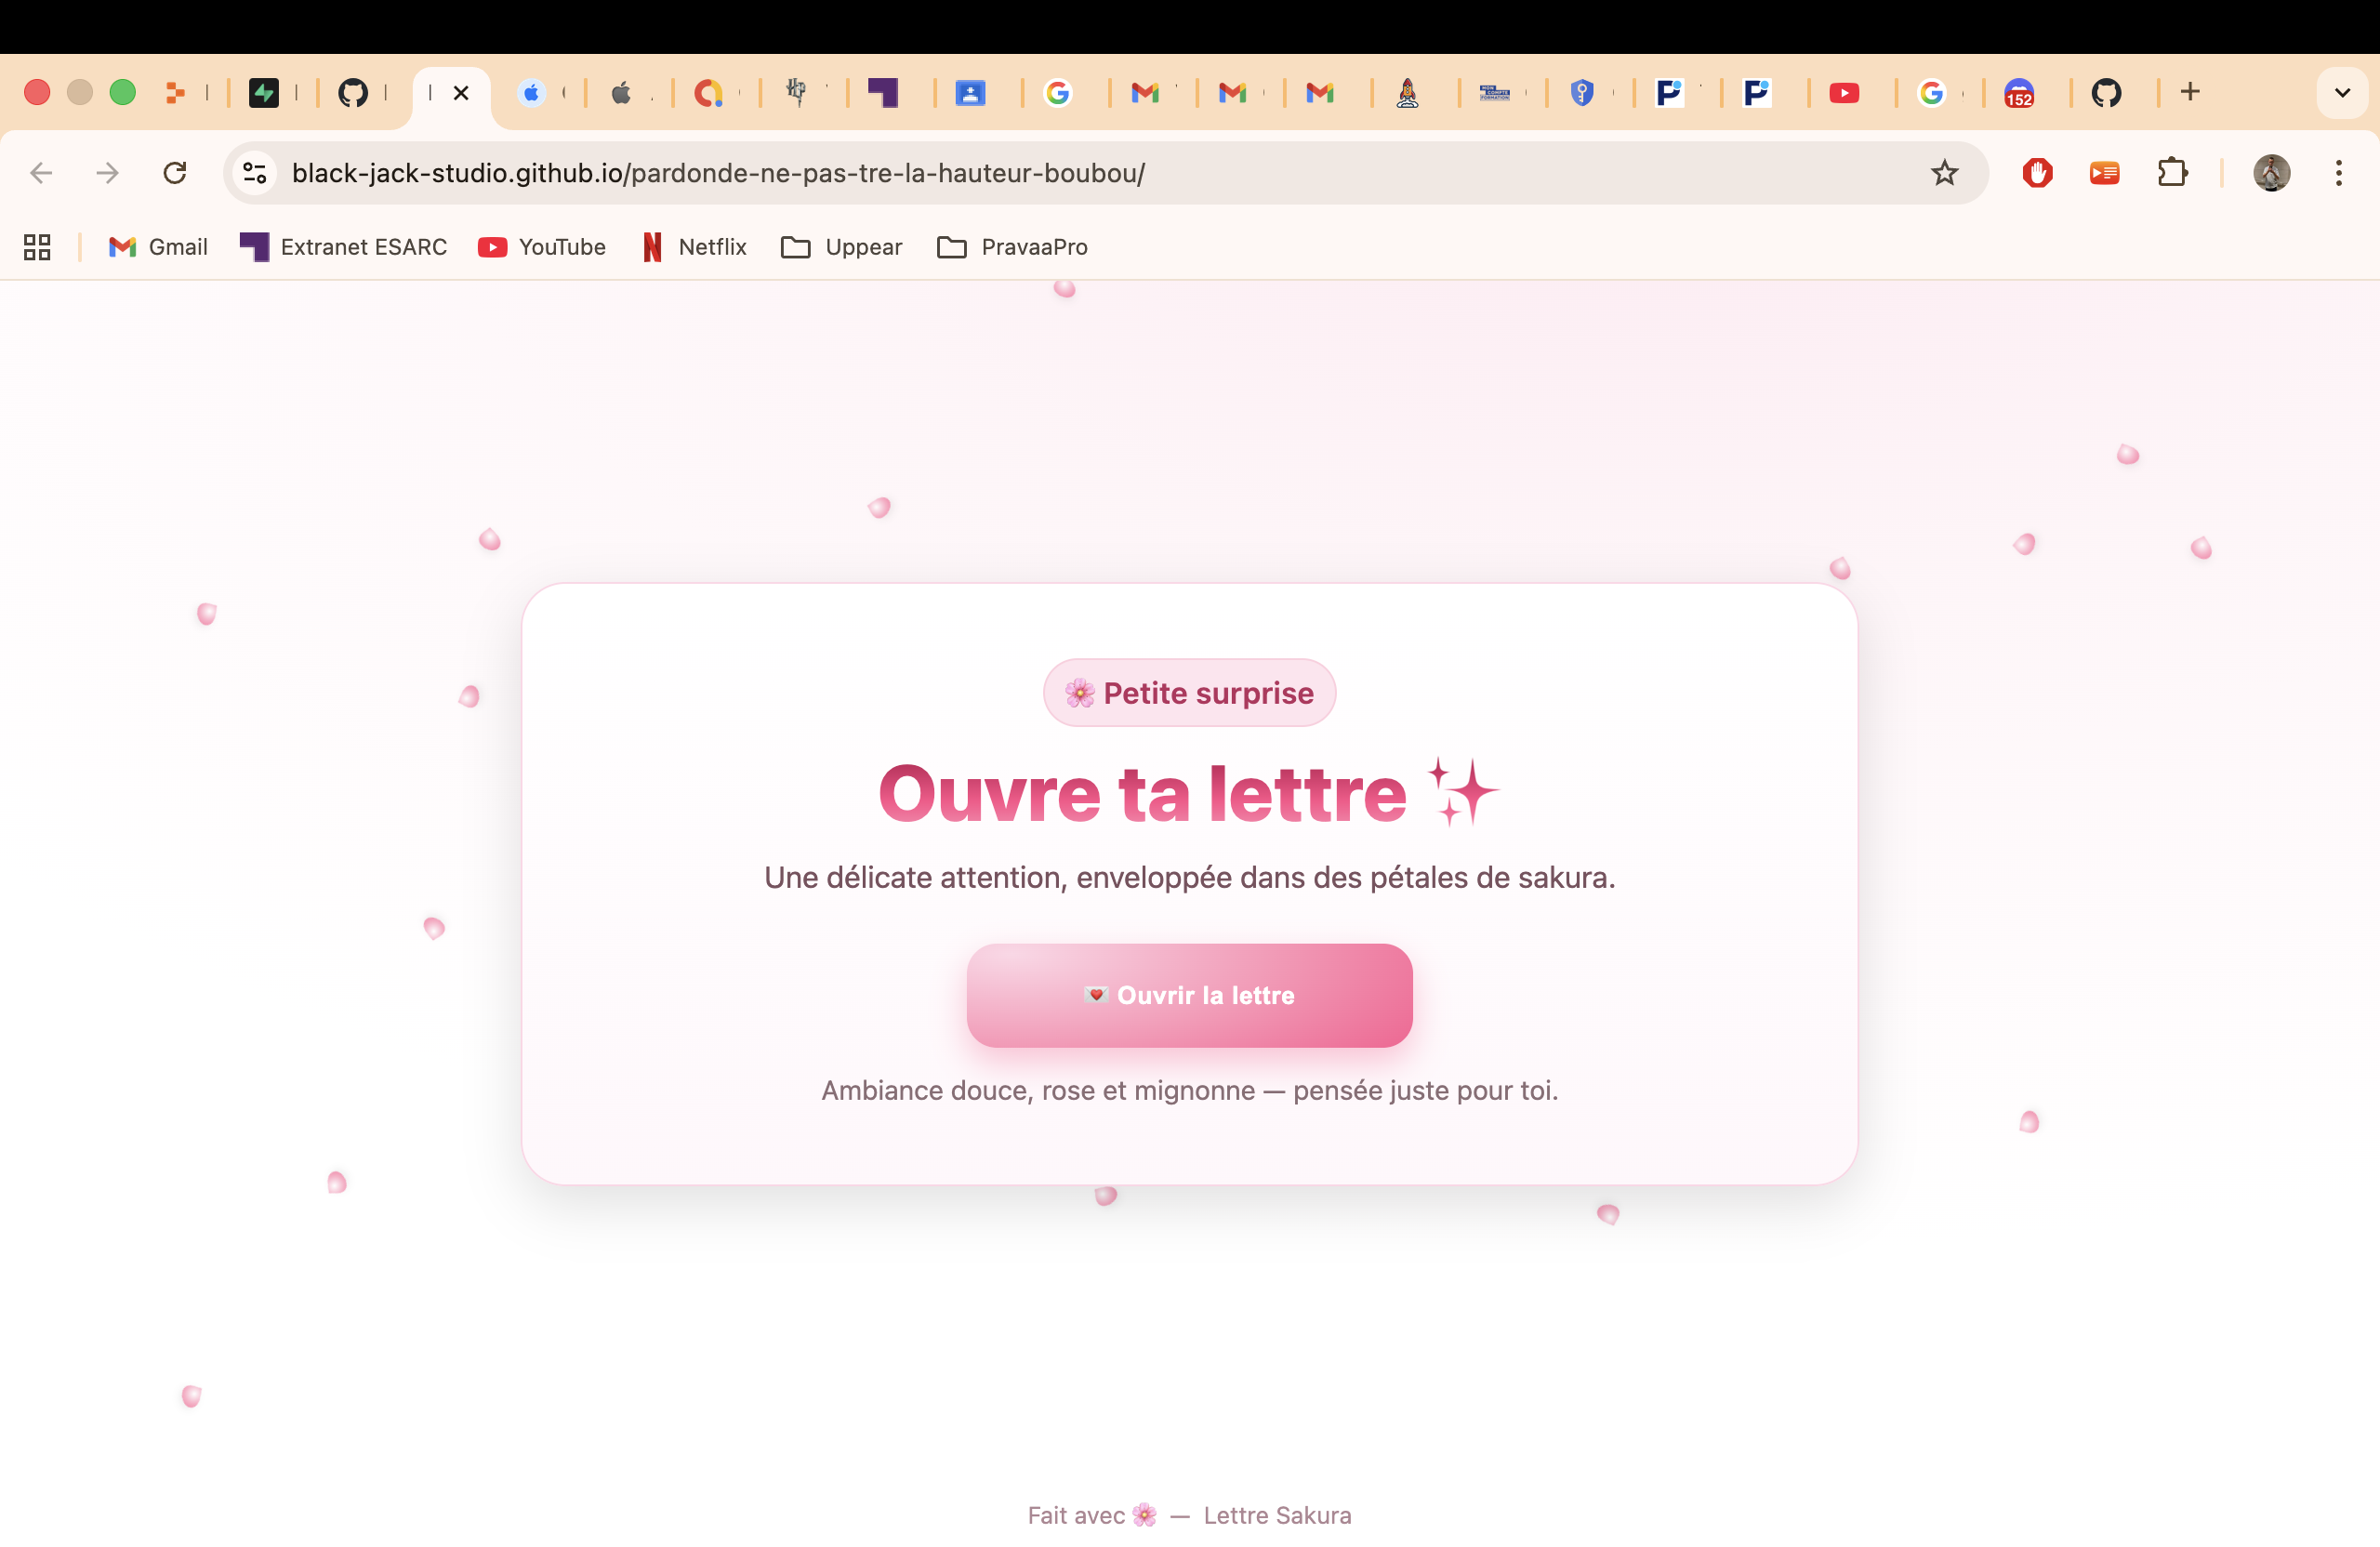 152
black-jack-studio.github.io/pardonde-ne-pas-tre-la-hauteur-boubou/
Gmail Extranet ESARC YouTube Netflix Uppear PravaaPro
🌸 Petite surprise
Ouvre ta lettre ✨
Une délicate attention, enveloppée dans des pétales de sakura.
💌 Ouvrir la lettre
Ambiance douce, rose et mignonne — pensée juste pour toi.
Fait avec 🌸 — Lettre Sakura